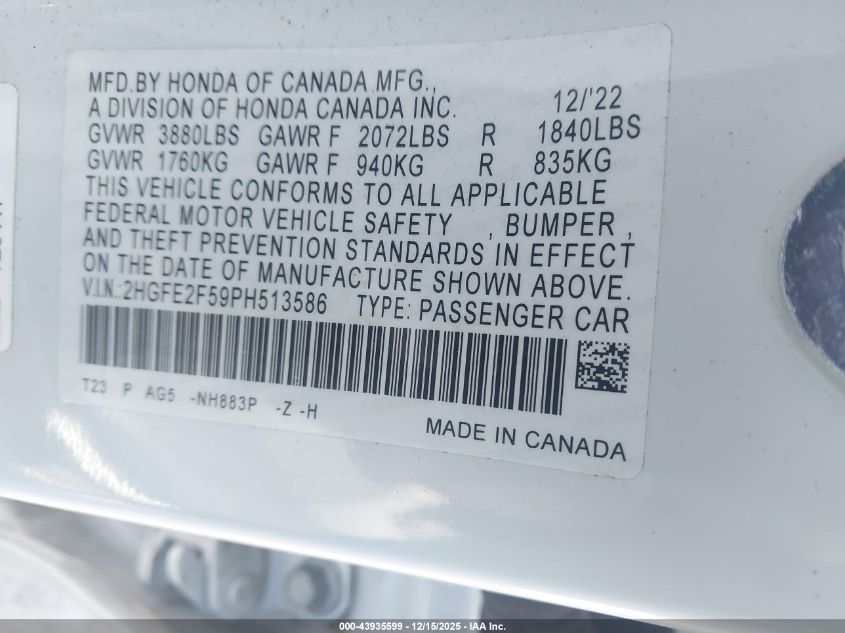 MFD.BY HONDA OF CANADA MFG.,
A DIVISION OF HONDA CANADA INC. 12/'22
GVWR 3880LBS GAWR F 2072LBS R 1840LBS
GVWR 1760KG GAWR F 940KG R 835KG
THIS VEHICLE CONFORMS TO ALL APPLICABLE
FEDERAL MOTOR VEHICLE SAFETY , BUMPER ,
AND THEFT PREVENTION STANDARDS IN EFFECT
ON THE DATE OF MANUFACTURE SHOWN ABOVE.
V.I.N.:2HGFE2F59PH513586 TYPE: PASSENGER CAR
T23 P AG5 -NH883P -Z -H
MADE IN CANADA
000-43935599 - 12/15/2025 - IAA Inc.